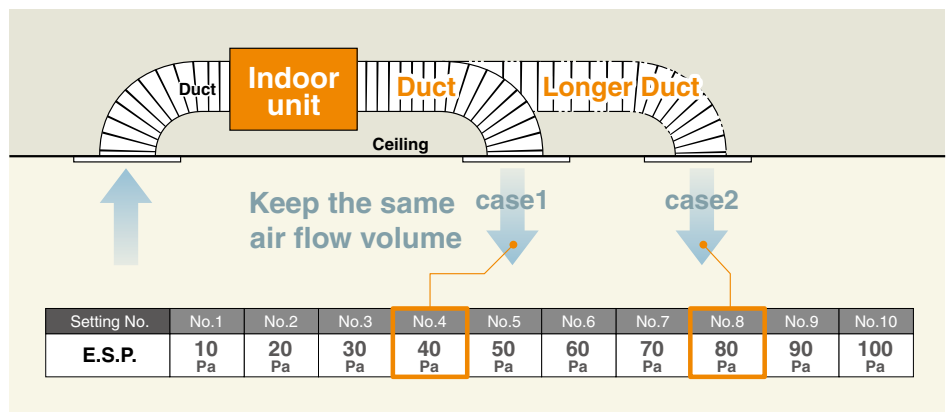 Duct
Indoor
unit
Duct
Longer Duct
Ceiling
Keep the same
air flow volume
case1
case2
Setting No. No.1 No.2 No.3 No.4 No.5 No.6 No.7 No.8 No.9 No.10
E.S.P. 10 20 30 40 50 60 70 80 90 100
Pa Pa Pa Pa Pa Pa Pa Pa Pa Pa